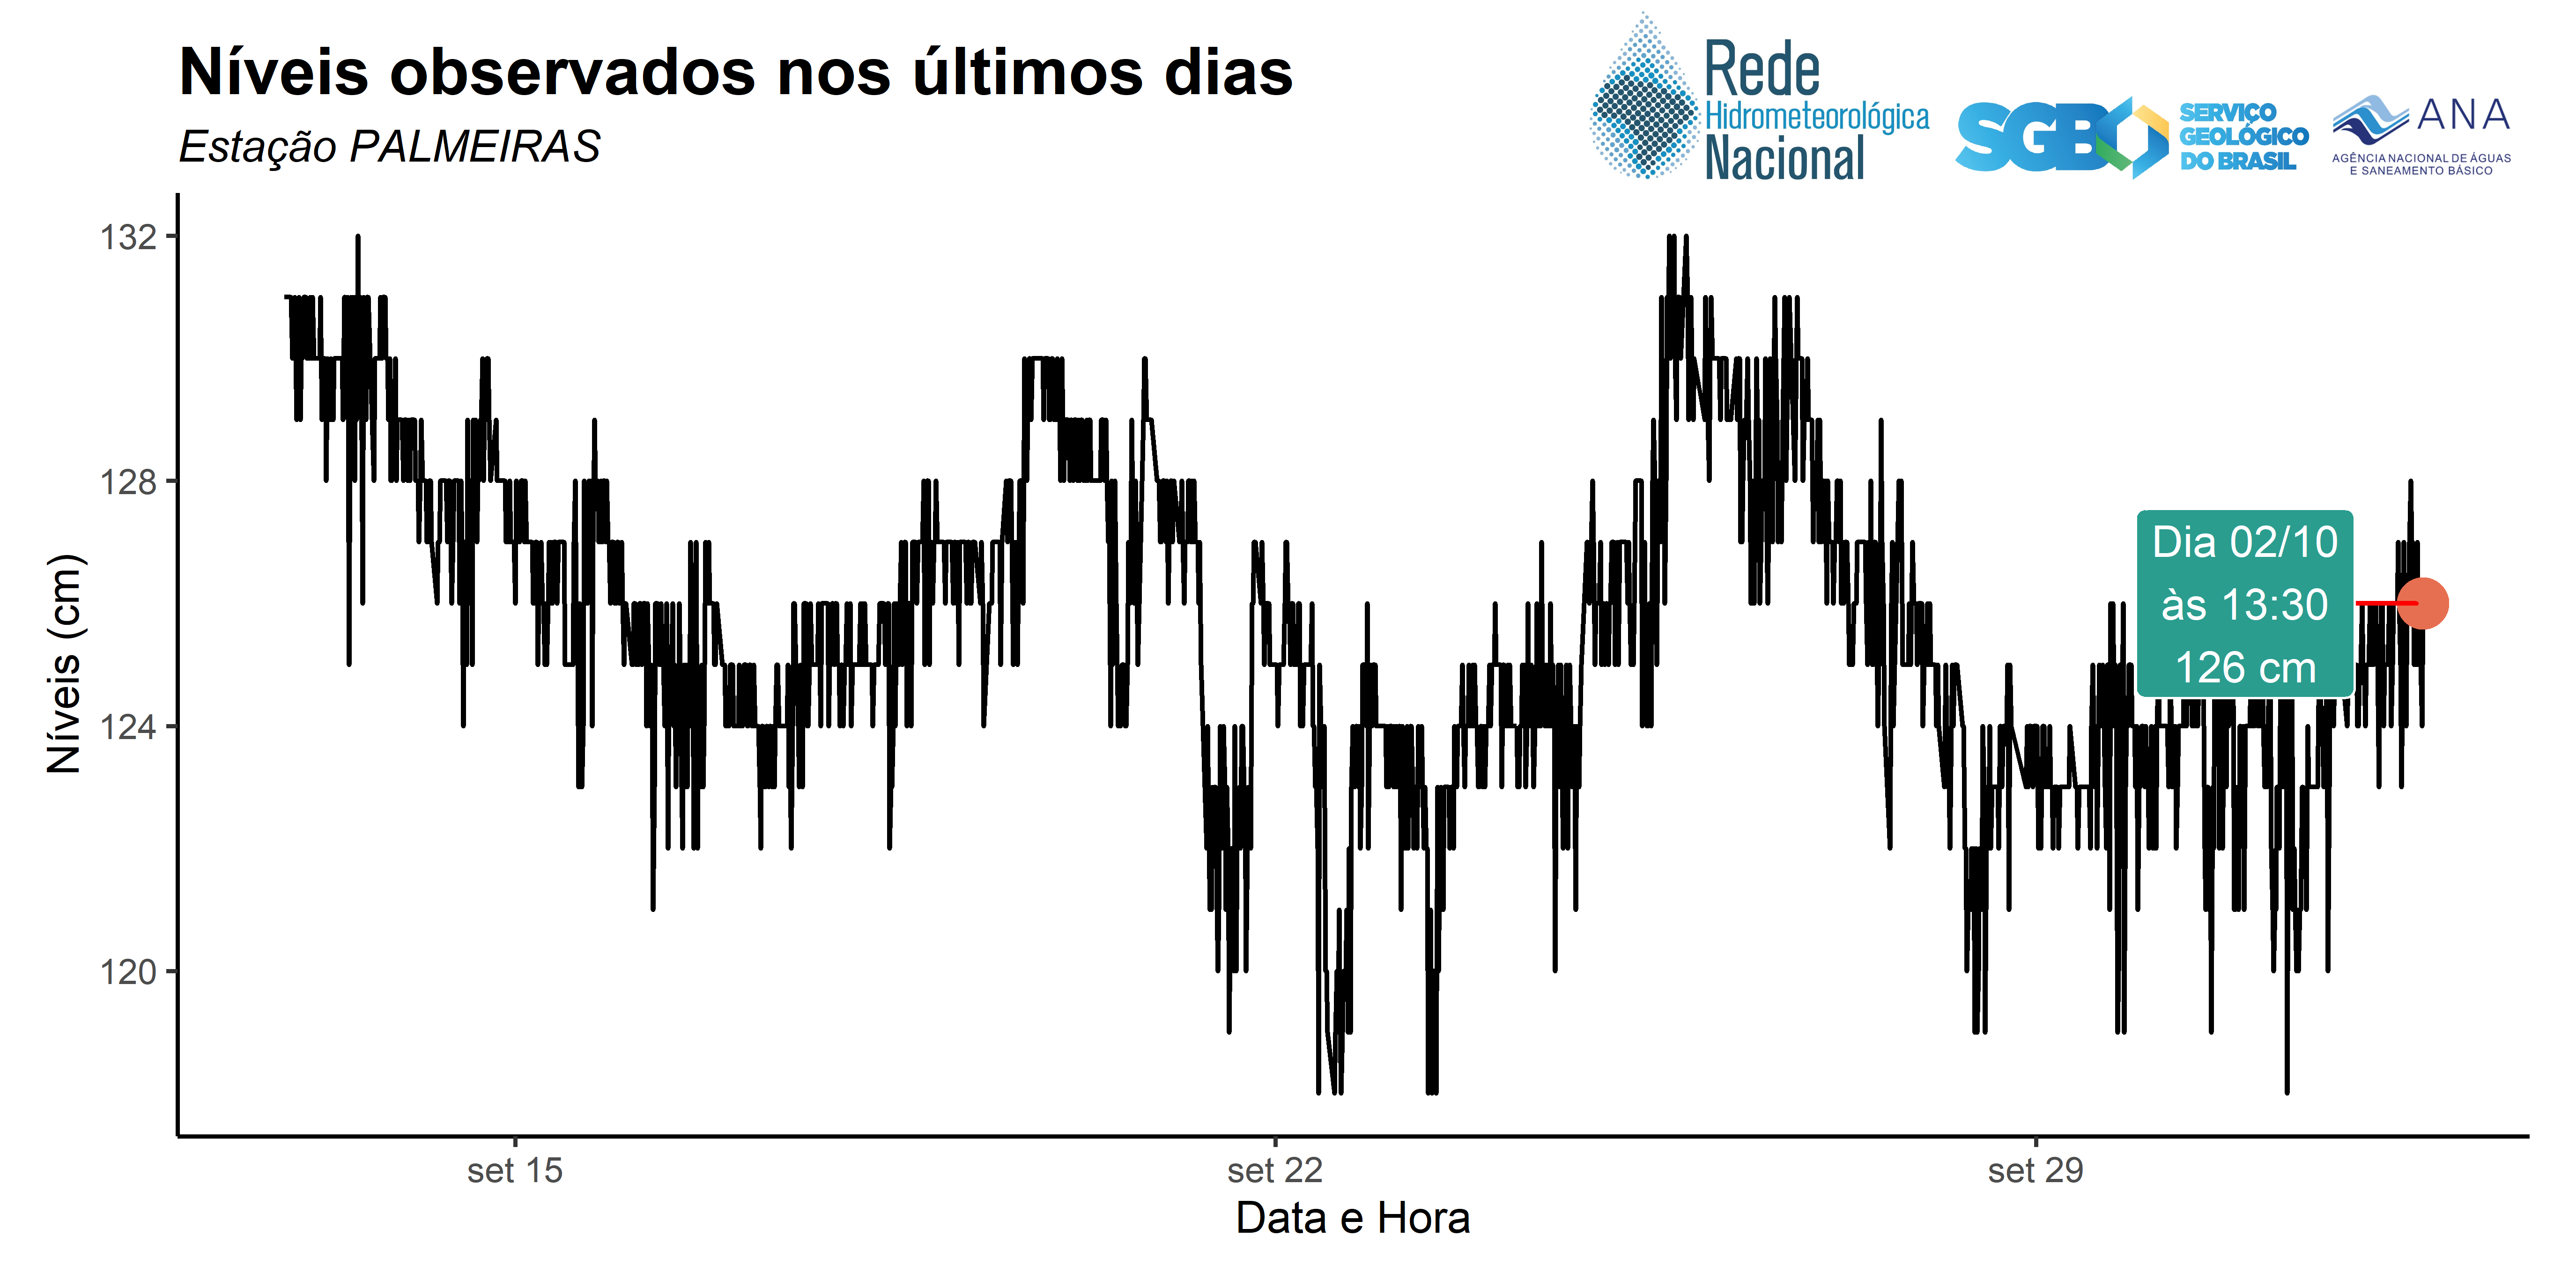 Níveis observados nos últimos dias
Estação PALMEIRAS
Rede
Hidrometeorológica
Nacional
SGB
SERVIÇO
GEOLÓGICO
DO BRASIL
ANA
AGÊNCIA NACIONAL DE ÁGUAS
E SANEAMENTO BÁSICO
Níveis (cm)
132
128
124
120
Dia 02/10
às 13:30
126 cm
set 15
set 22
set 29
Data e Hora